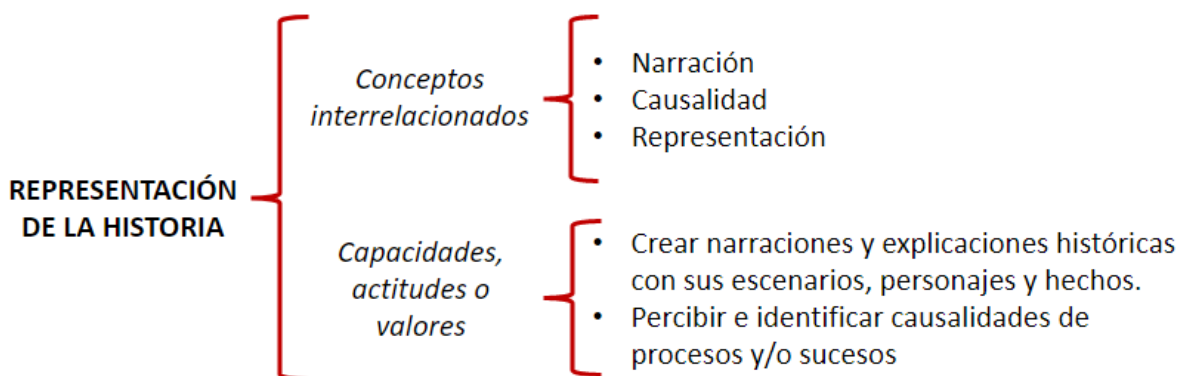 REPRESENTACIÓN
DE LA HISTORIA
Conceptos
interrelacionados
• Narración
• Causalidad
• Representación
Capacidades,
actitudes o
valores
• Crear narraciones y explicaciones históricas
con sus escenarios, personajes y hechos.
• Percibir e identificar causalidades de
procesos y/o sucesos